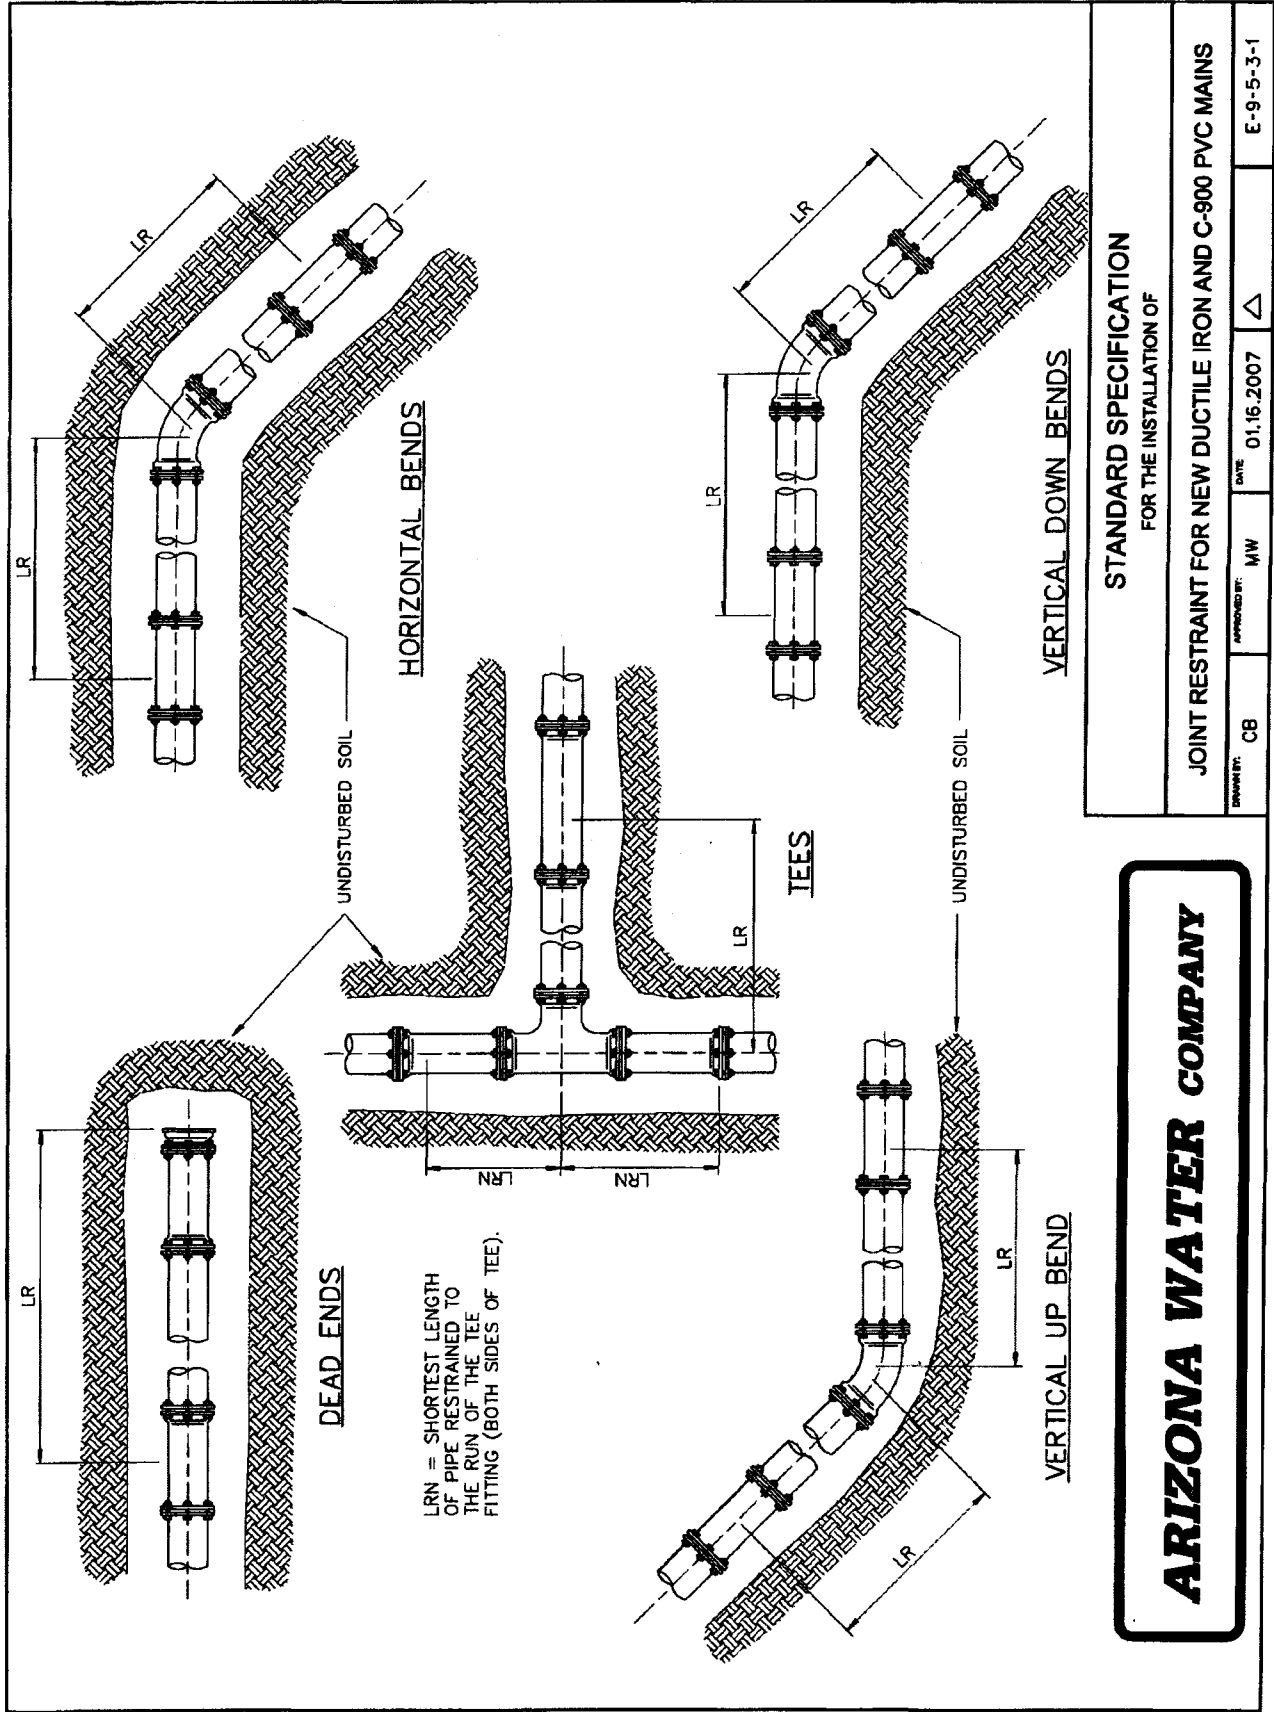 LR
DEAD ENDS
LRN = SHORTEST LENGTH
OF PIPE RESTRAINED TO
THE RUN OF THE TEE
FITTING (BOTH SIDES OF TEE).
UNDISTURBED SOIL
LR
LR
HORIZONTAL BENDS
LRN
LRN
LR
TEES
LR
LR
VERTICAL UP BEND
UNDISTURBED SOIL
LR
LR
VERTICAL DOWN BENDS
ARIZONA WATER COMPANY
STANDARD SPECIFICATION
FOR THE INSTALLATION OF
JOINT RESTRAINT FOR NEW DUCTILE IRON AND C-900 PVC MAINS
DRAWN BY: CB
APPROVED BY: MW
DATE: 01.16.2007
E-9-5-3-1